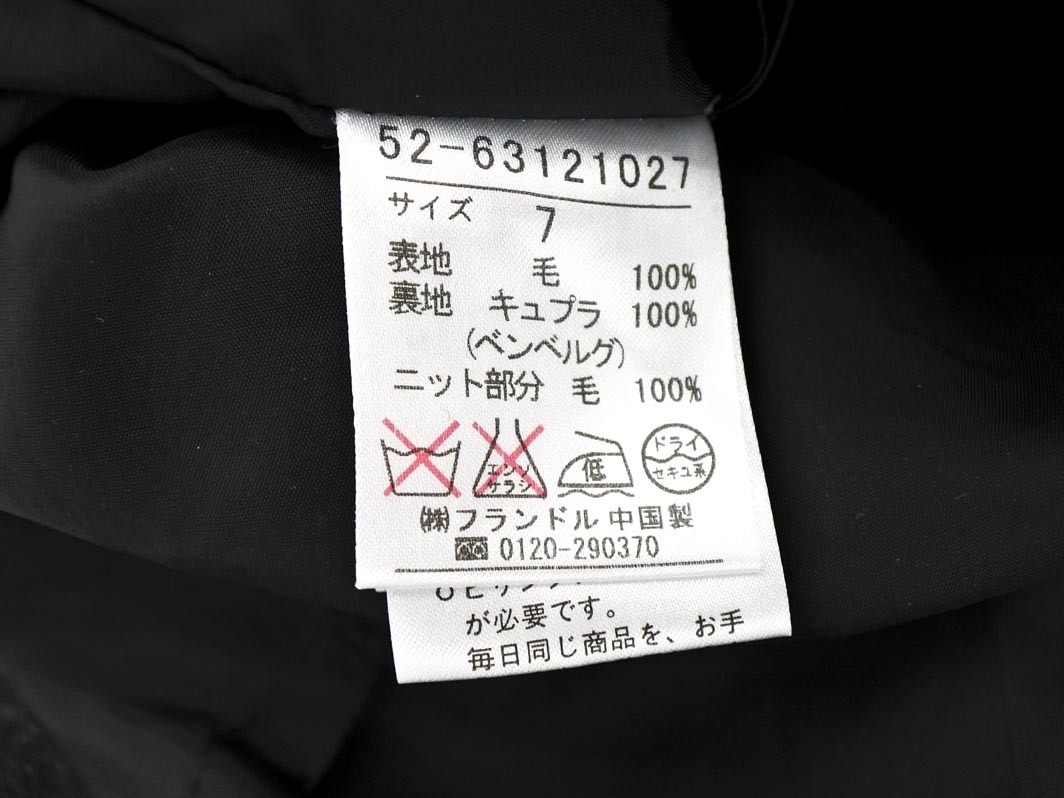 52-63121027
サイズ 7
表地 毛 100%
裏地 キュプラ 100%
(ベンベルグ)
ニット部分 毛 100%
エンソ
サラシ
低
ドライ
セキユ系
㈱フランドル 中国製
0120-290370
が必要です。
毎日同じ商品を、お手